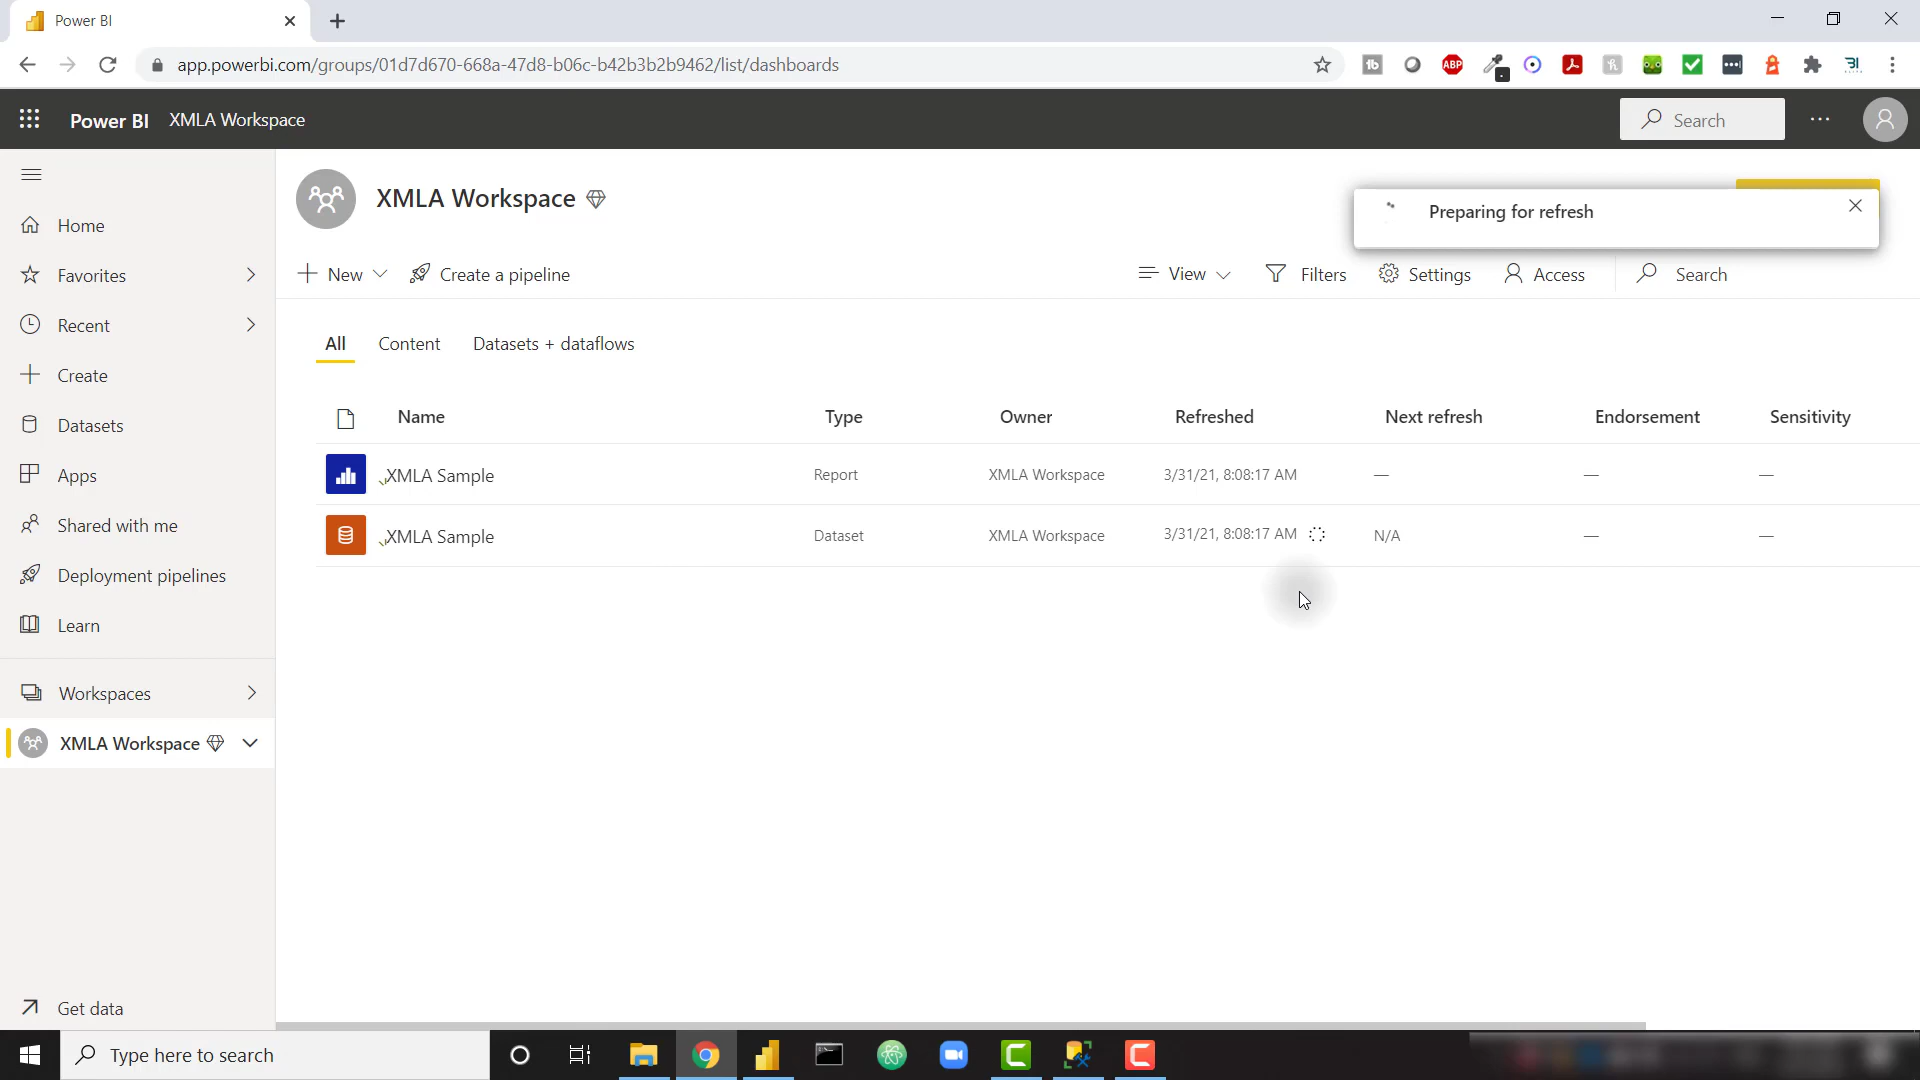 Power BI
app.powerbi.com/groups/01d7d670-668a-47d8-b06c-b42b3b2b9462/list/dashboards
ABP
Power BI XMLA Workspace
Search
XMLA Workspace
Preparing for refresh
New
Create a pipeline
View
Filters
Settings
Access
Search
Home
Favorites
Recent
Create
Datasets
Apps
Shared with me
Deployment pipelines
Learn
Workspaces
XMLA Workspace
Get data
All Content Datasets + dataflows
Name Type Owner Refreshed Next refresh Endorsement Sensitivity
XMLA Sample Report XMLA Workspace 3/31/21, 8:08:17 AM — — —
XMLA Sample Dataset XMLA Workspace 3/31/21, 8:08:17 AM N/A — —
Type here to search